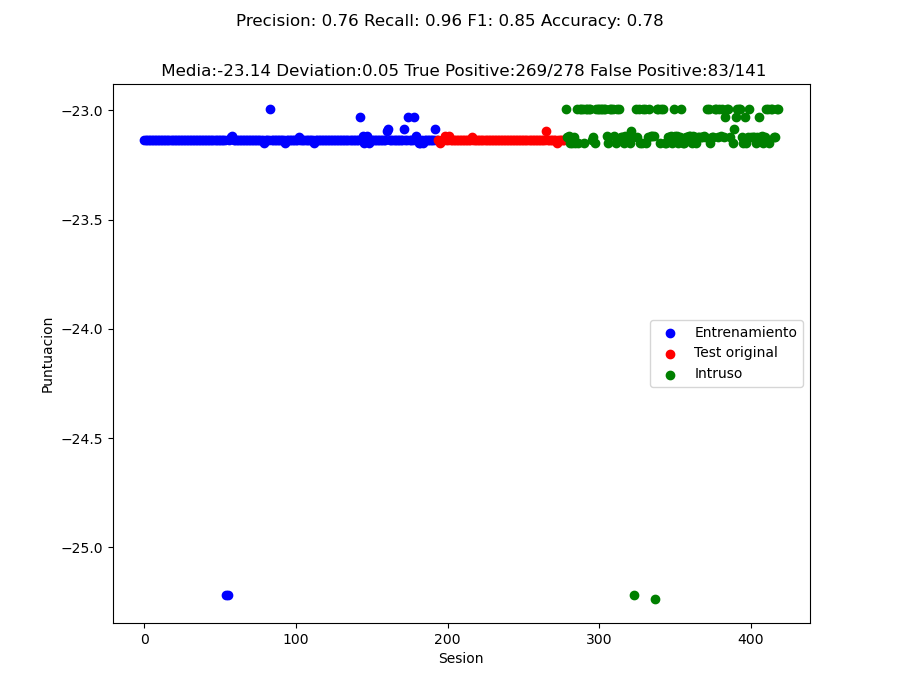 Precision: 0.76 Recall: 0.96 F1: 0.85 Accuracy: 0.78
Media:-23.14 Deviation:0.05 True Positive:269/278 False Positive:83/141
−23.0
−23.5
−24.0
−24.5
−25.0
Puntuacion
Entrenamiento
Test original
Intruso
0 100 200 300 400
Sesion